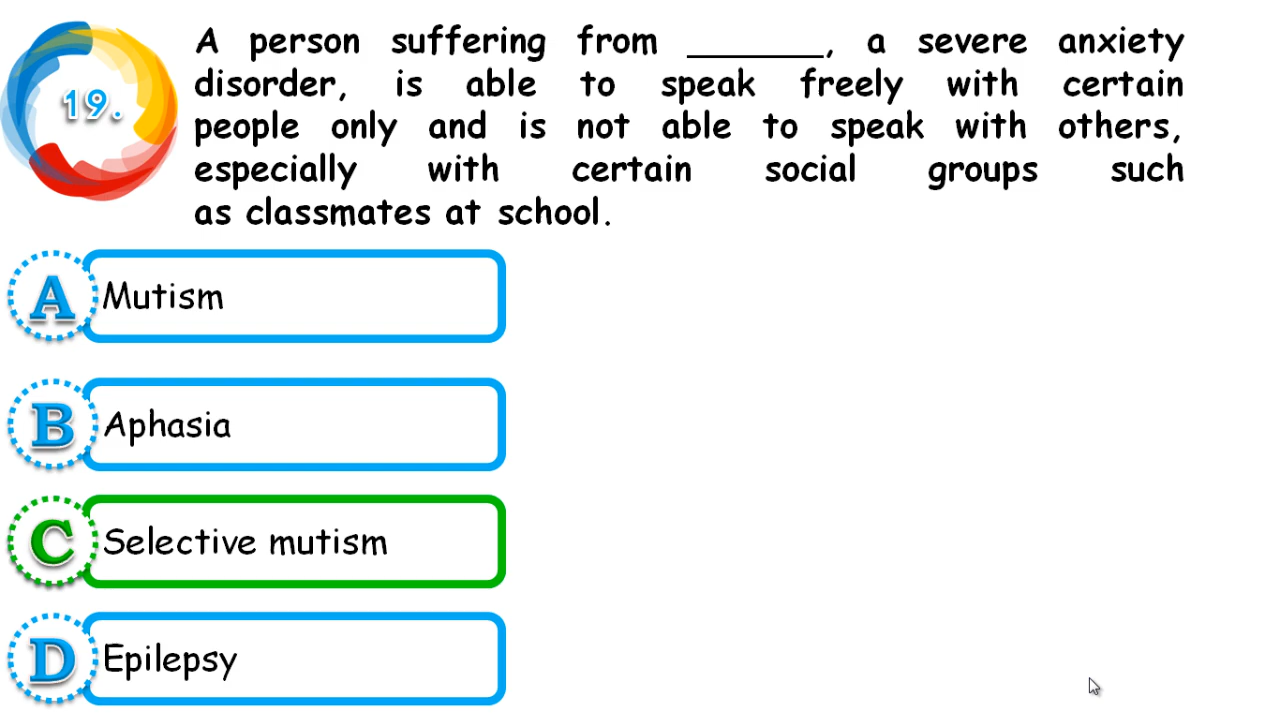 19.
A person suffering from _______, a severe anxiety
disorder, is able to speak freely with certain
people only and is not able to speak with others,
especially with certain social groups such
as classmates at school.
A Mutism
B Aphasia
C Selective mutism
D Epilepsy